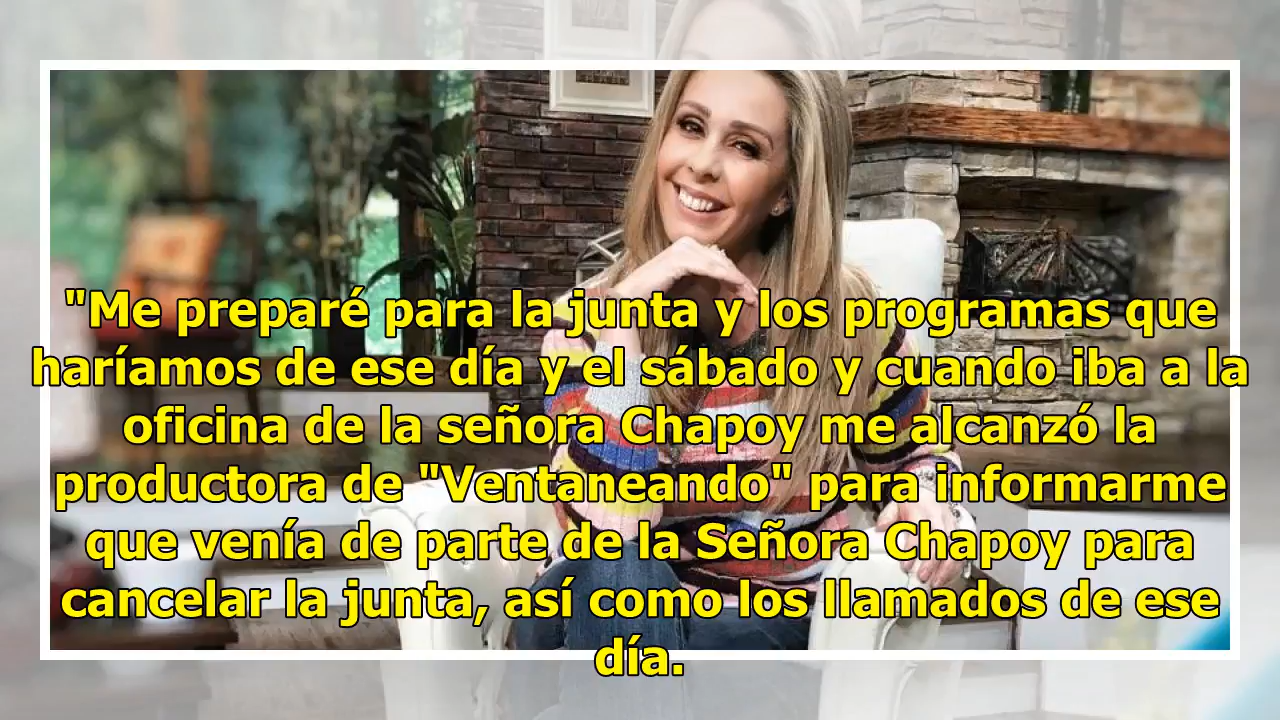 "Me preparé para la junta y los programas que
haríamos de ese día y el sábado y cuando iba a la
oficina de la señora Chapoy me alcanzó la
productora de "Ventaneando" para informarme
que venía de parte de la Señora Chapoy para
cancelar la junta, así como los llamados de ese
día.